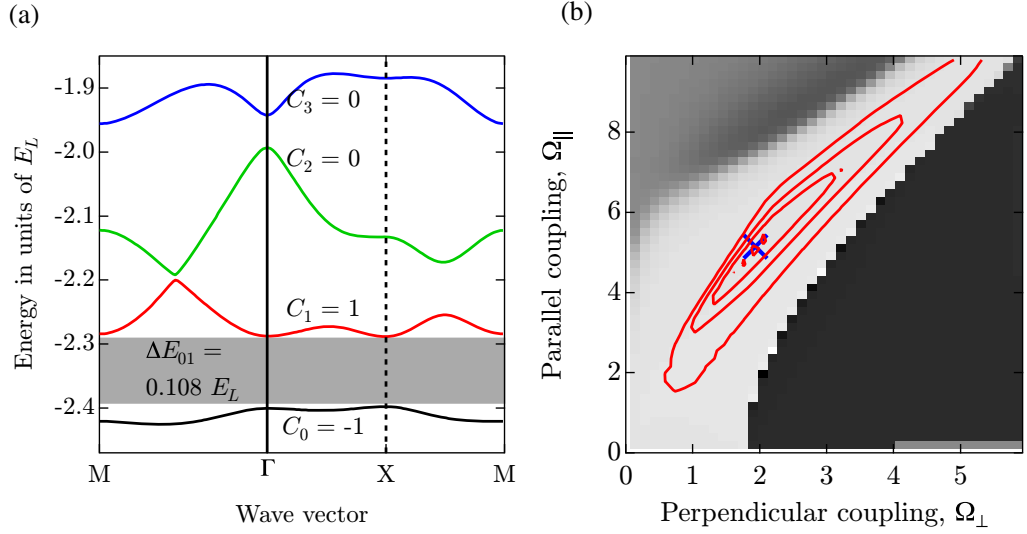 (a)
Energy in units of E_L
-1.9
-2.0
-2.1
-2.2
-2.3
-2.4
C_3 = 0
C_2 = 0
C_1 = 1
ΔE_01 =
0.108 E_L
C_0 = -1
M
Γ
X
M
Wave vector
(b)
Parallel coupling, Ω_∥
8
6
4
2
0
0
1
2
3
4
5
Perpendicular coupling, Ω_⊥